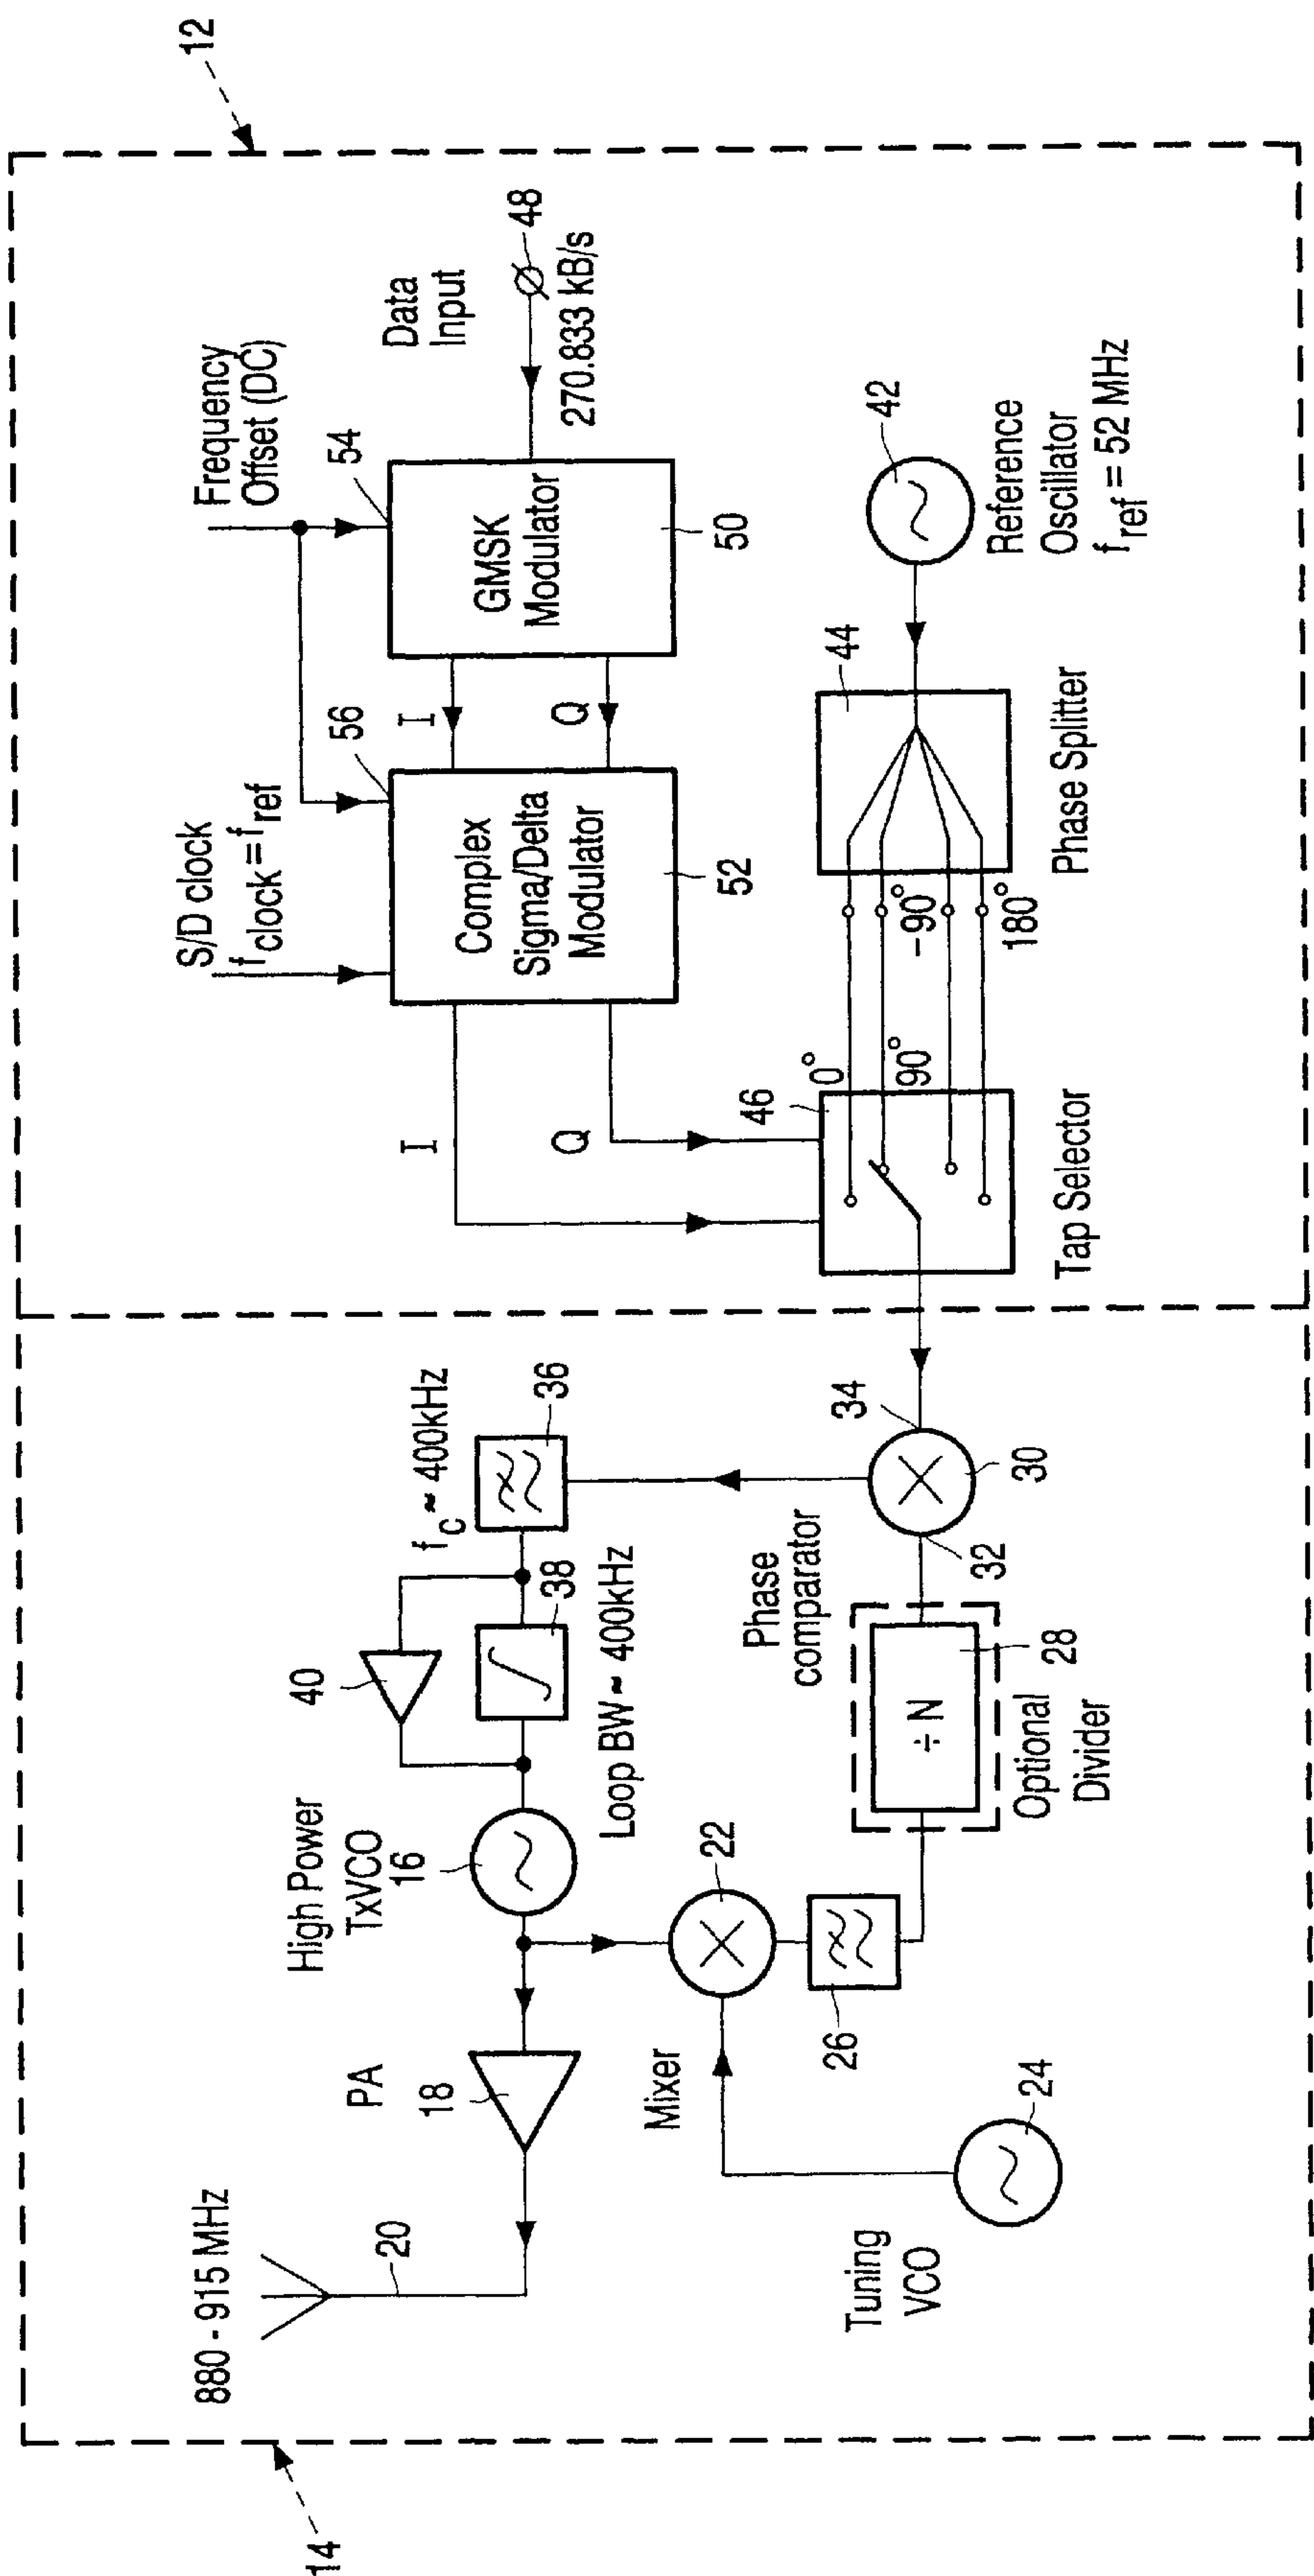 12
14
880 - 915 MHz
20
PA
18
High Power
TxVCO
16
40
38
Loop BW ≈ 400kHz
f_c ≈ 400kHz
36
Mixer
22
26
Tuning
VCO
24
÷ N
28
Optional
Divider
Phase
comparator
32
30
34
S/D clock
f_clock = f_ref
Frequency
Offset (DC)
56
54
Complex
Sigma/Delta
Modulator
52
I
Q
GMSK
Modulator
50
Data
Input
48
270.833 kB/s
I
Q
46
Tap Selector
0°
90°
-90°
180°
44
Phase Splitter
42
Reference
Oscillator
f_ref = 52 MHz